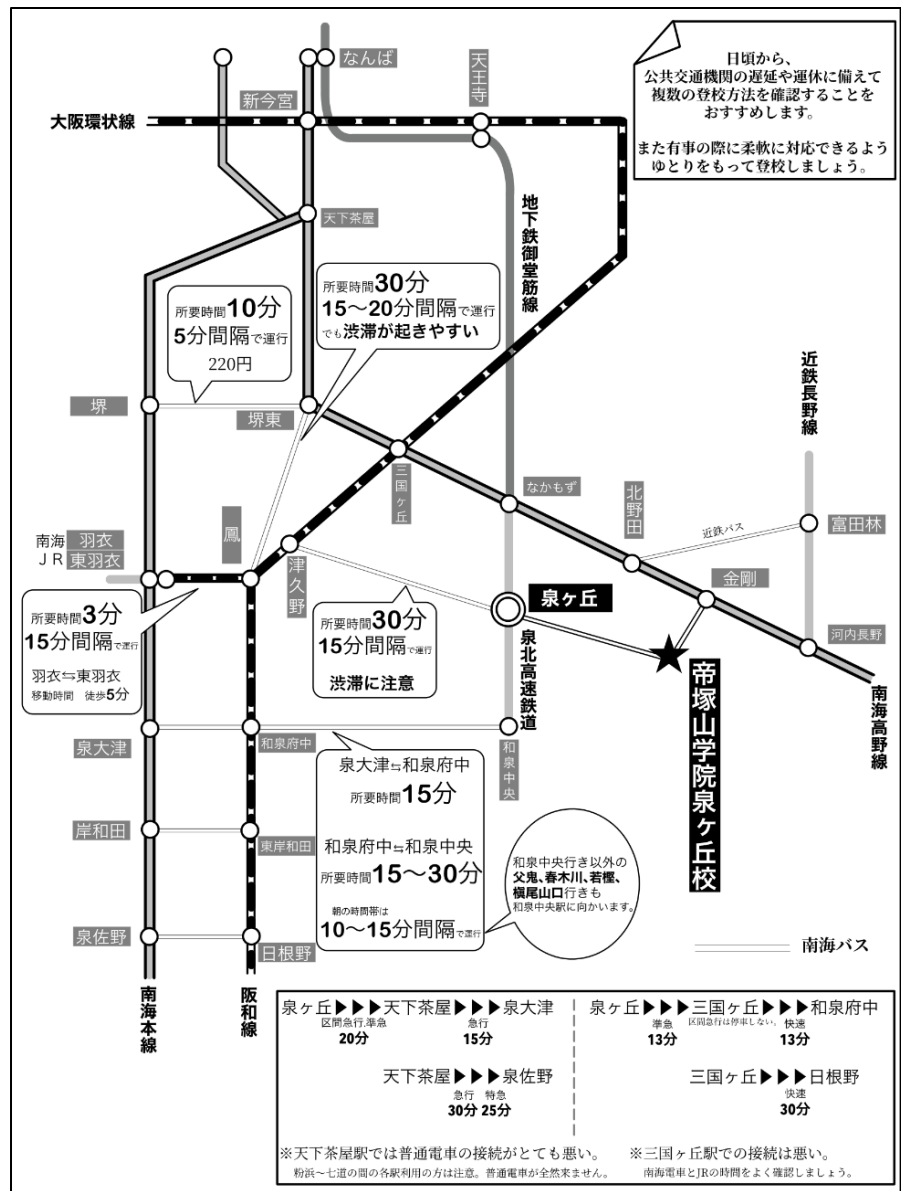 日頃から、
公共交通機関の遅延や運休に備えて
複数の登校方法を確認することを
おすすめします。
また有事の際に柔軟に対応できるよう
ゆとりをもって登校しましょう。
なんば
天王寺
新今宮
大阪環状線
天下茶屋
地下鉄御堂筋線
所要時間10分
5分間隔で運行
220円
所要時間30分
15〜20分間隔で運行
でも渋滞が起きやすい
近鉄長野線
堺
堺東
三国ヶ丘
なかもず
北野田
近鉄バス
富田林
南海 羽衣
JR 東羽衣
鳳
津久野
金剛
泉ヶ丘
河内長野
所要時間3分
15分間隔で運行
羽衣⇆東羽衣
移動時間 徒歩5分
所要時間30分
15分間隔で運行
渋滞に注意
泉北高速鉄道
帝塚山学院泉ヶ丘校
南海高野線
泉大津
和泉府中
和泉中央
泉大津⇆和泉府中
所要時間15分
和泉府中⇆和泉中央
所要時間15〜30分
朝の時間帯は
10〜15分間隔で運行
和泉中央行き以外の
父鬼、春木川、若樫、
槇尾山口行きも
和泉中央駅に向かいます。
岸和田
東岸和田
泉佐野
日根野
南海バス
南海本線
阪和線
泉ヶ丘▶▶▶天下茶屋▶▶▶泉大津
区間急行、準急 急行
20分 15分
天下茶屋▶▶▶泉佐野
急行 特急
30分 25分
※天下茶屋駅では普通電車の接続がとても悪い。
粉浜〜七道の間の各駅利用の方は注意。普通電車が全然来ません。
泉ヶ丘▶▶▶三国ヶ丘▶▶▶和泉府中
準急 区間急行は停車しない。 快速
13分 13分
三国ヶ丘▶▶▶日根野
快速
30分
※三国ヶ丘駅での接続は悪い。
南海電車とJRの時間をよく確認しましょう。